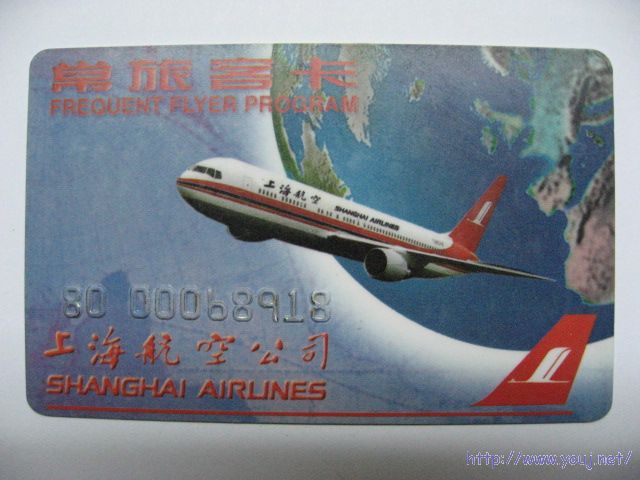 常旅客卡
FREQUENT FLYER PROGRAM
上海航空
SHANGHAI AIRLINES
80 00068918
上海航空公司
SHANGHAI AIRLINES
http://www.youj.net/